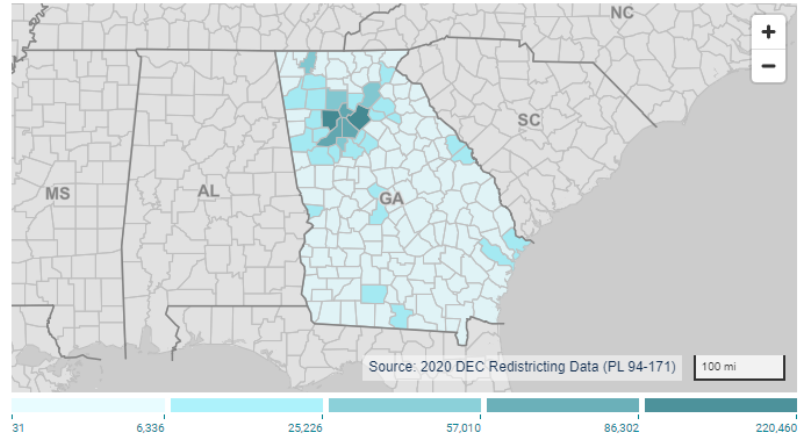 NC
+
−
SC
MS
AL
GA
Source: 2020 DEC Redistricting Data (PL 94-171)
100 mi
31 6,336 25,226 57,010 86,302 220,460